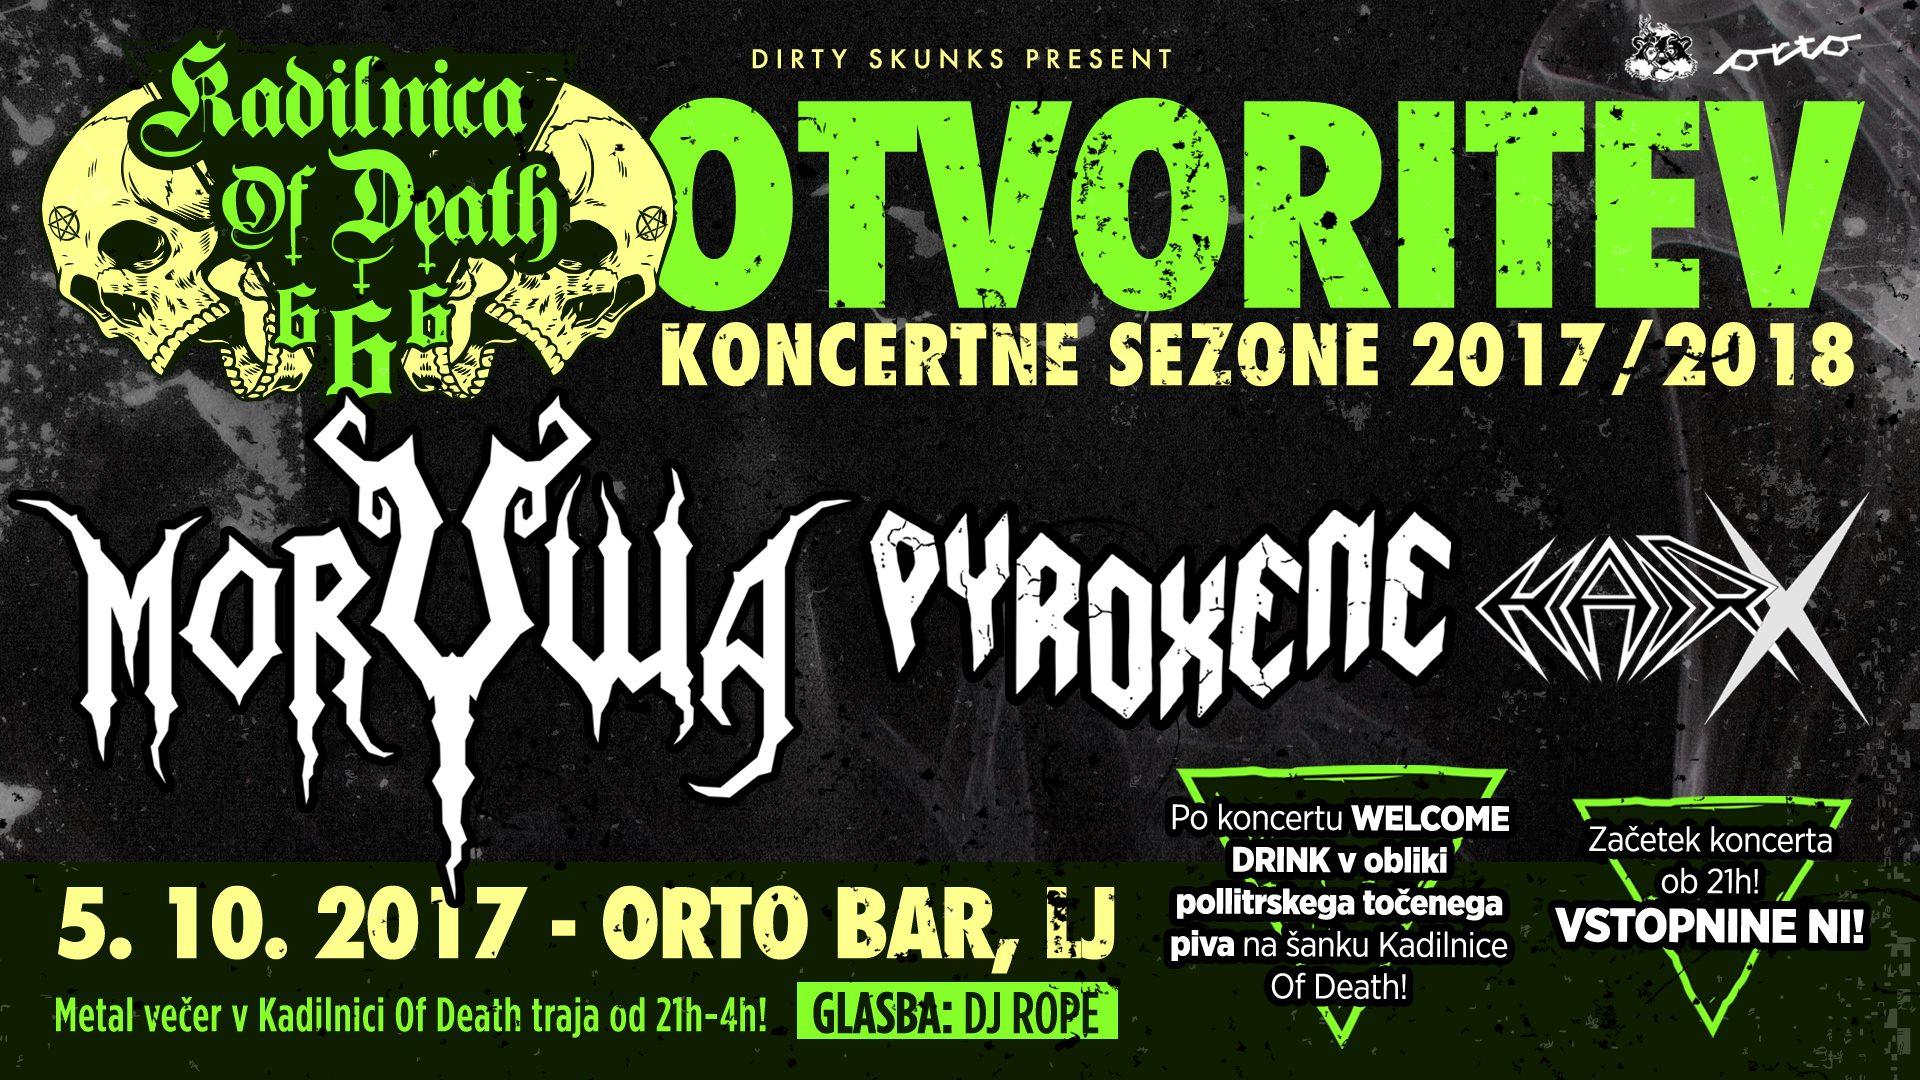 DIRTY SKUNKS PRESENT
orto
Kadilnica
Of Death
666
OTVORITEV
KONCERTNE SEZONE 2017/2018
MORYWA
PYROXENE
Po koncertu WELCOME
DRINK v obliki
pollitrskega točenega
piva na šanku Kadilnice
Of Death!
Začetek koncerta
ob 21h!
VSTOPNINE NI!
5. 10. 2017 - ORTO BAR, LJ
Metal večer v Kadilnici Of Death traja od 21h-4h!
GLASBA: DJ ROPE